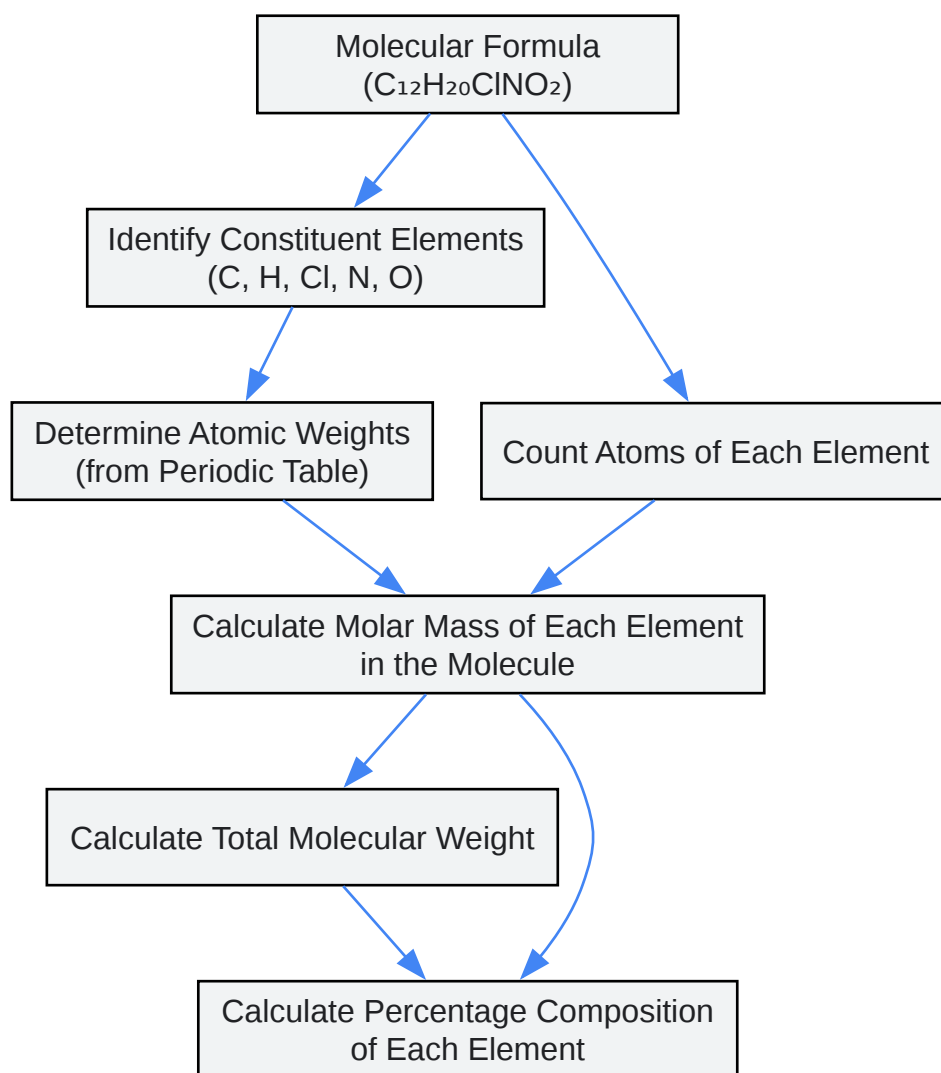 Molecular Formula
(C₁₂H₂₀ClNO₂)
Identify Constituent Elements
(C, H, Cl, N, O)
Determine Atomic Weights
(from Periodic Table)
Count Atoms of Each Element
Calculate Molar Mass of Each Element
in the Molecule
Calculate Total Molecular Weight
Calculate Percentage Composition
of Each Element